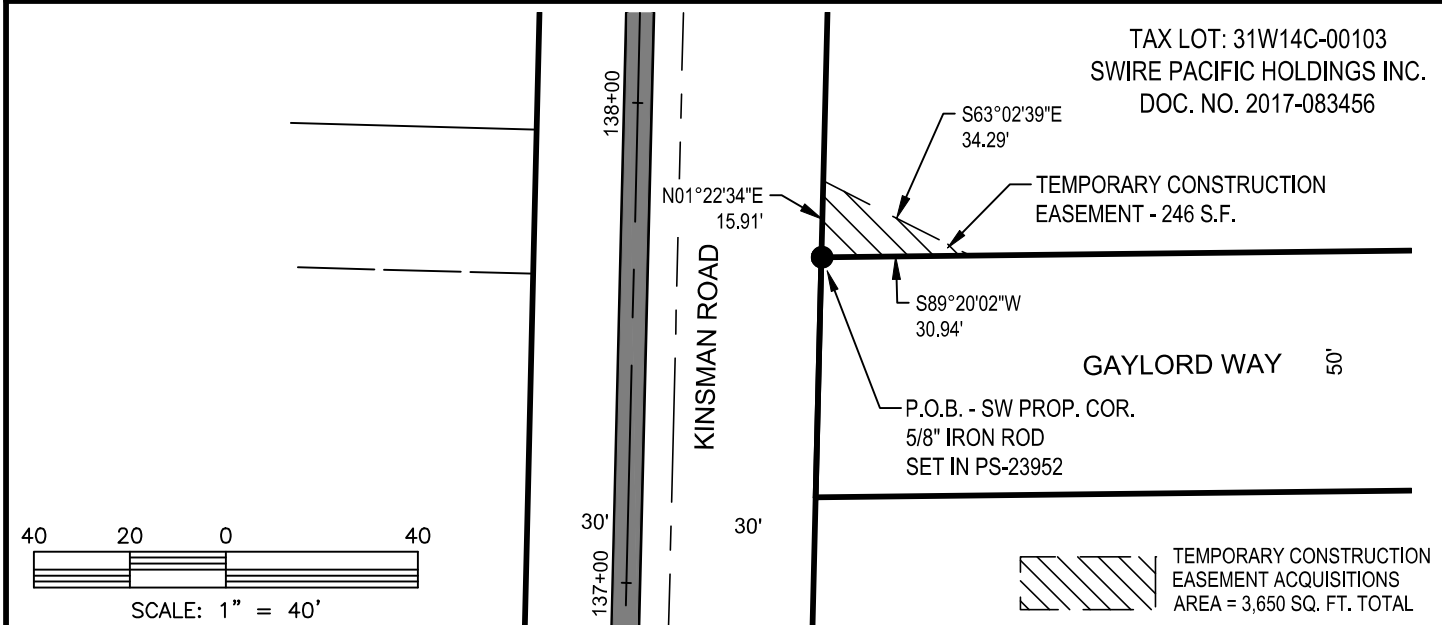 TAX LOT: 31W14C-00103
SWIRE PACIFIC HOLDINGS INC.
DOC. NO. 2017-083456
138+00
S63°02'39"E
34.29'
TEMPORARY CONSTRUCTION
EASEMENT - 246 S.F.
N01°22'34"E
15.91'
KINSMAN ROAD
S89°20'02"W
30.94'
GAYLORD WAY
50'
P.O.B. - SW PROP. COR.
5/8" IRON ROD
SET IN PS-23952
30'
30'
137+00
40 20 0 40
SCALE: 1” = 40’
TEMPORARY CONSTRUCTION
EASEMENT ACQUISITIONS
AREA = 3,650 SQ. FT. TOTAL